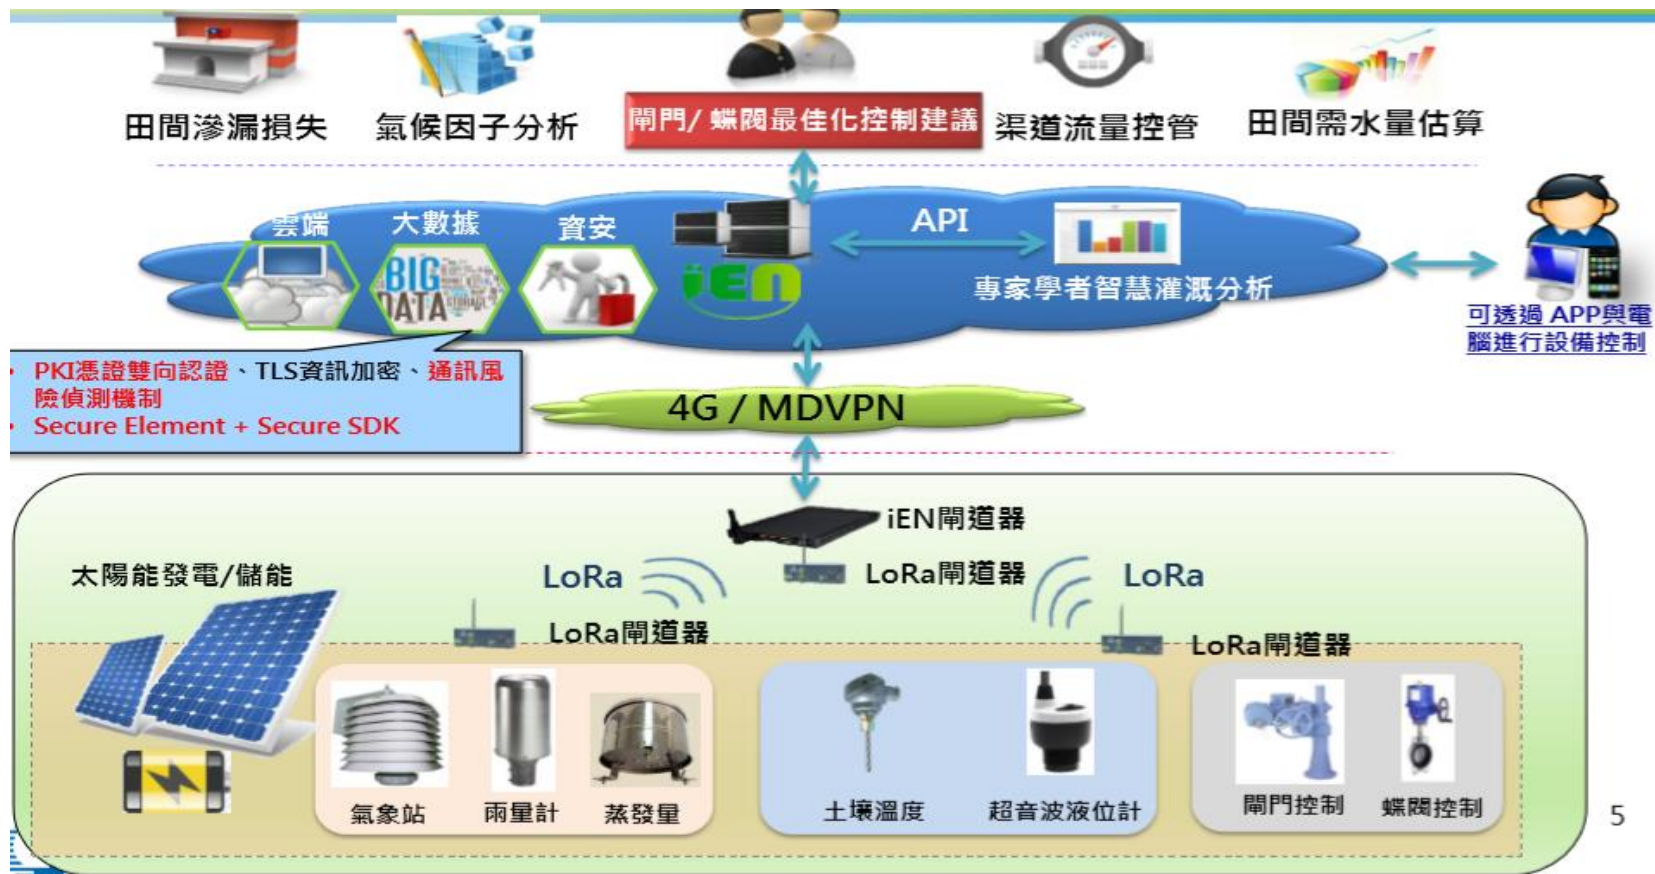 田間滲漏損失
氣候因子分析
閘門/ 蝶閥最佳化控制建議
渠道流量控管
田間需水量估算
雲端
大數據
資安
BIG
DATA
STORAGE
iEN
API
專家學者智慧灌溉分析
可透過 APP與電
腦進行設備控制
PKI憑證雙向認證、TLS資訊加密、通訊風
險偵測機制
Secure Element + Secure SDK
4G / MDVPN
iEN閘道器
太陽能發電/儲能
LoRa
LoRa閘道器
LoRa
LoRa閘道器
LoRa閘道器
氣象站
雨量計
蒸發量
土壤溫度
超音波液位計
閘門控制
蝶閥控制
5